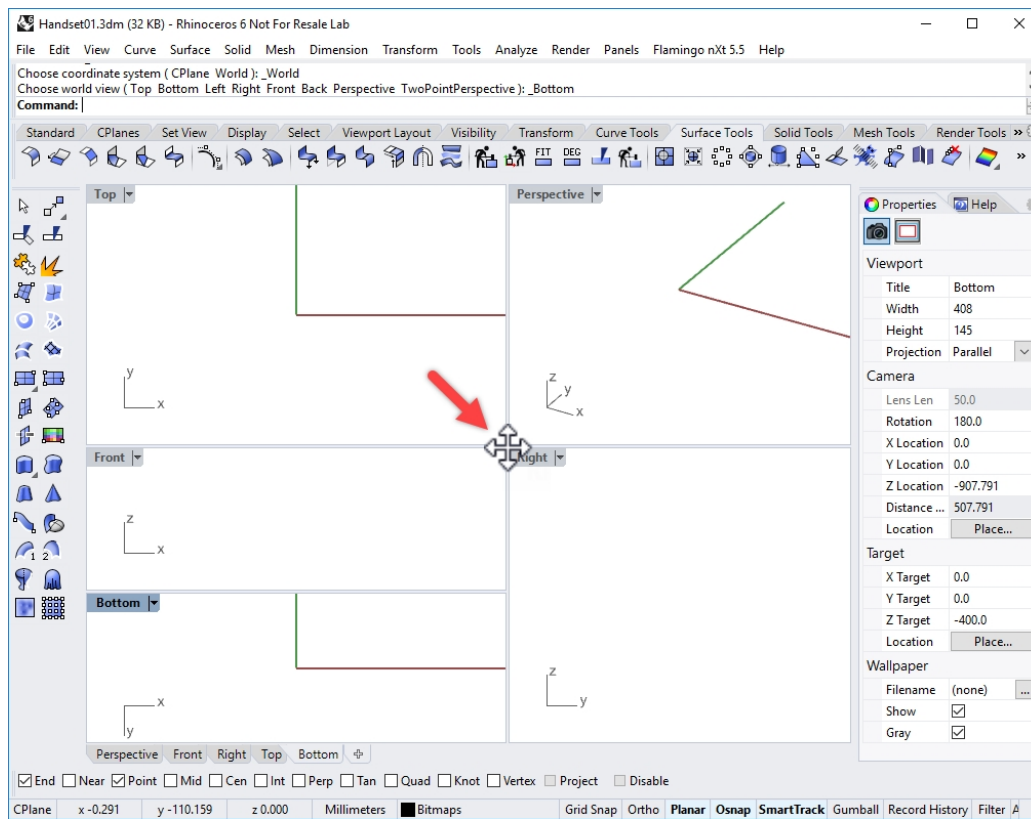 Handset01.3dm (32 KB) - Rhinoceros 6 Not For Resale Lab
File Edit View Curve Surface Solid Mesh Dimension Transform Tools Analyze Render Panels Flamingo nXt 5.5 Help
Choose coordinate system ( CPlane World ): _World
Choose world view ( Top Bottom Left Right Front Back Perspective TwoPointPerspective ): _Bottom
Command:
Standard CPlanes Set View Display Select Viewport Layout Visibility Transform Curve Tools Surface Tools Solid Tools Mesh Tools Render Tools »
FIT DEG »
Top
y
x
Perspective
z
y
x
Front
z
x
Right
z
y
Bottom
x
y
1 2
Perspective Front Right Top Bottom
Properties Help
Viewport
Title Bottom
Width 408
Height 145
Projection Parallel
Camera
Lens Len 50.0
Rotation 180.0
X Location 0.0
Y Location 0.0
Z Location -907.791
Distance ... 507.791
Location Place...
Target
X Target 0.0
Y Target 0.0
Z Target -400.0
Location Place...
Wallpaper
Filename (none) ...
Show
Gray
End Near Point Mid Cen Int Perp Tan Quad Knot Vertex Project Disable
CPlane x -0.291 y -110.159 z 0.000 Millimeters Bitmaps Grid Snap Ortho Planar Osnap SmartTrack Gumball Record History Filter A